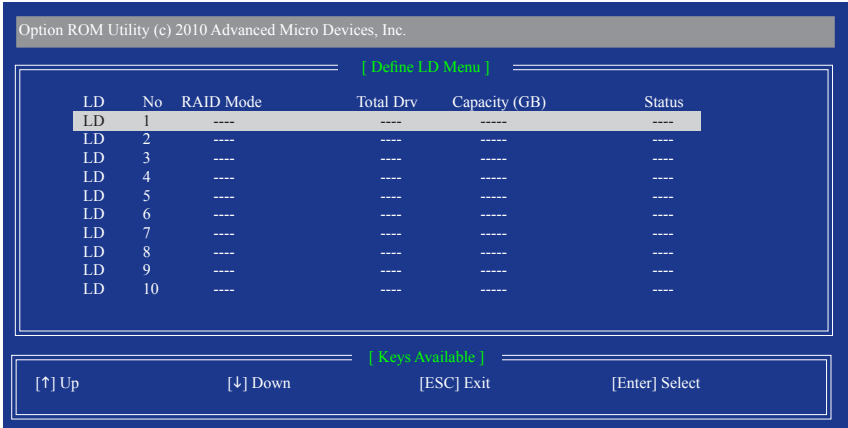 Option ROM Utility (c) 2010 Advanced Micro Devices, Inc.
[ Define LD Menu ]
LD No RAID Mode Total Drv Capacity (GB) Status
LD 1 ---- ---- ----- ----
LD 2 ---- ---- ----- ----
LD 3 ---- ---- ----- ----
LD 4 ---- ---- ----- ----
LD 5 ---- ---- ----- ----
LD 6 ---- ---- ----- ----
LD 7 ---- ---- ----- ----
LD 8 ---- ---- ----- ----
LD 9 ---- ---- ----- ----
LD 10 ---- ---- ----- ----
[ Keys Available ]
[↑] Up [↓] Down [ESC] Exit [Enter] Select